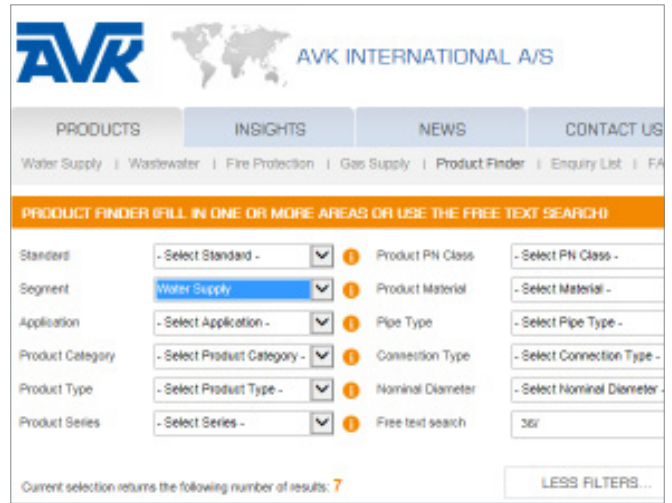 AVK
AVK INTERNATIONAL A/S
PRODUCTS INSIGHTS NEWS CONTACT US
Water Supply | Wastewater | Fire Protection | Gas Supply | Product Finder | Enquiry List | FA
PRODUCT FINDER (FILL IN ONE OR MORE AREAS OR USE THE FREE TEXT SEARCH)
Standard - Select Standard - Product PN Class - Select PN Class -
Segment Water Supply Product Material - Select Material -
Application - Select Application - Pipe Type - Select Pipe Type -
Product Category - Select Product Category - Connection Type - Select Connection Type -
Product Type - Select Product Type - Nominal Diameter - Select Nominal Diameter -
Product Series - Select Series - Free text search 36/
Current selection returns the following number of results: 7 LESS FILTERS...